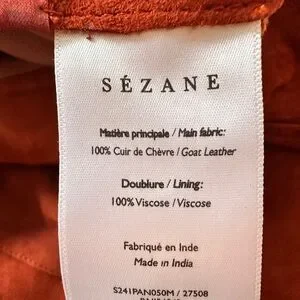 SÉZANE
Matière principale / Main fabric:
100% Cuir de Chèvre / Goat Leather
Doublure / Lining:
100% Viscose / Viscose
Fabriqué en Inde
Made in India
S241PAN050M / 27508